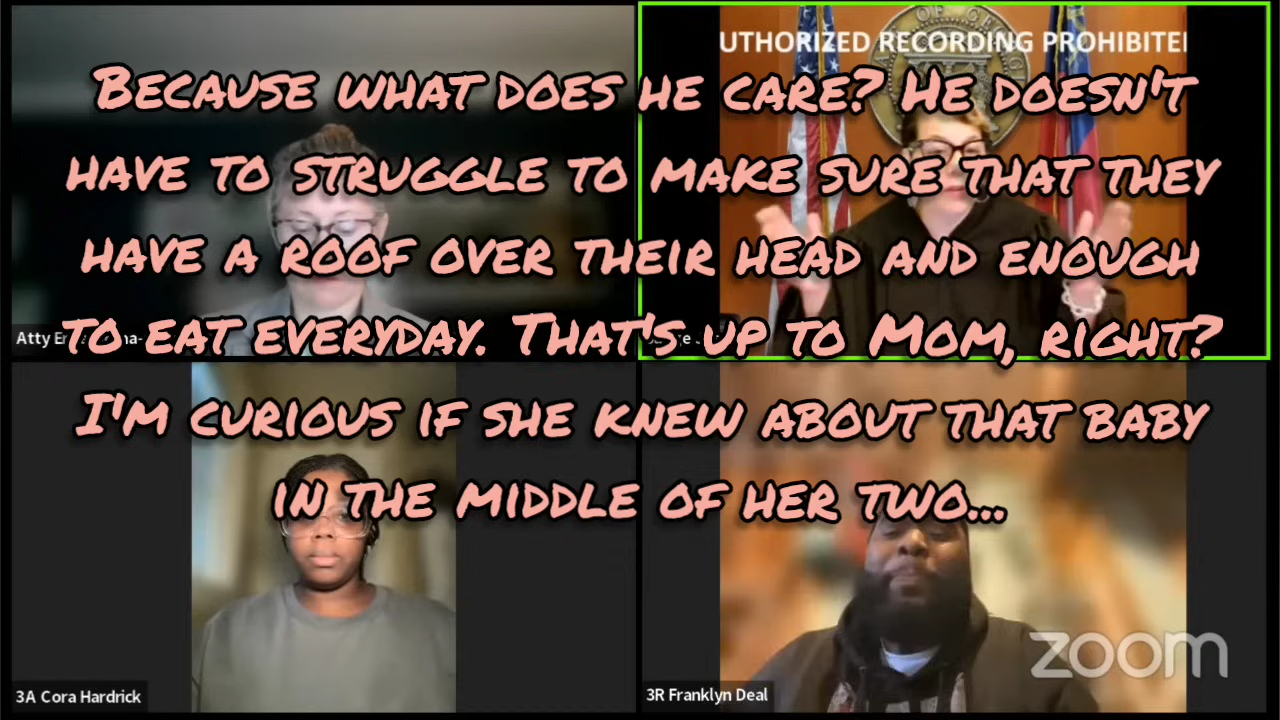 UTHORIZED RECORDING PROHIBITE
Because what does he care? He doesn't
have to struggle to make sure that they
have a roof over their head and enough
to eat everyday. That's up to Mom, right?
I'm curious if she knew about that baby
in the middle of her two...
Atty
3A Cora Hardrick
3R Franklyn Deal
zoom